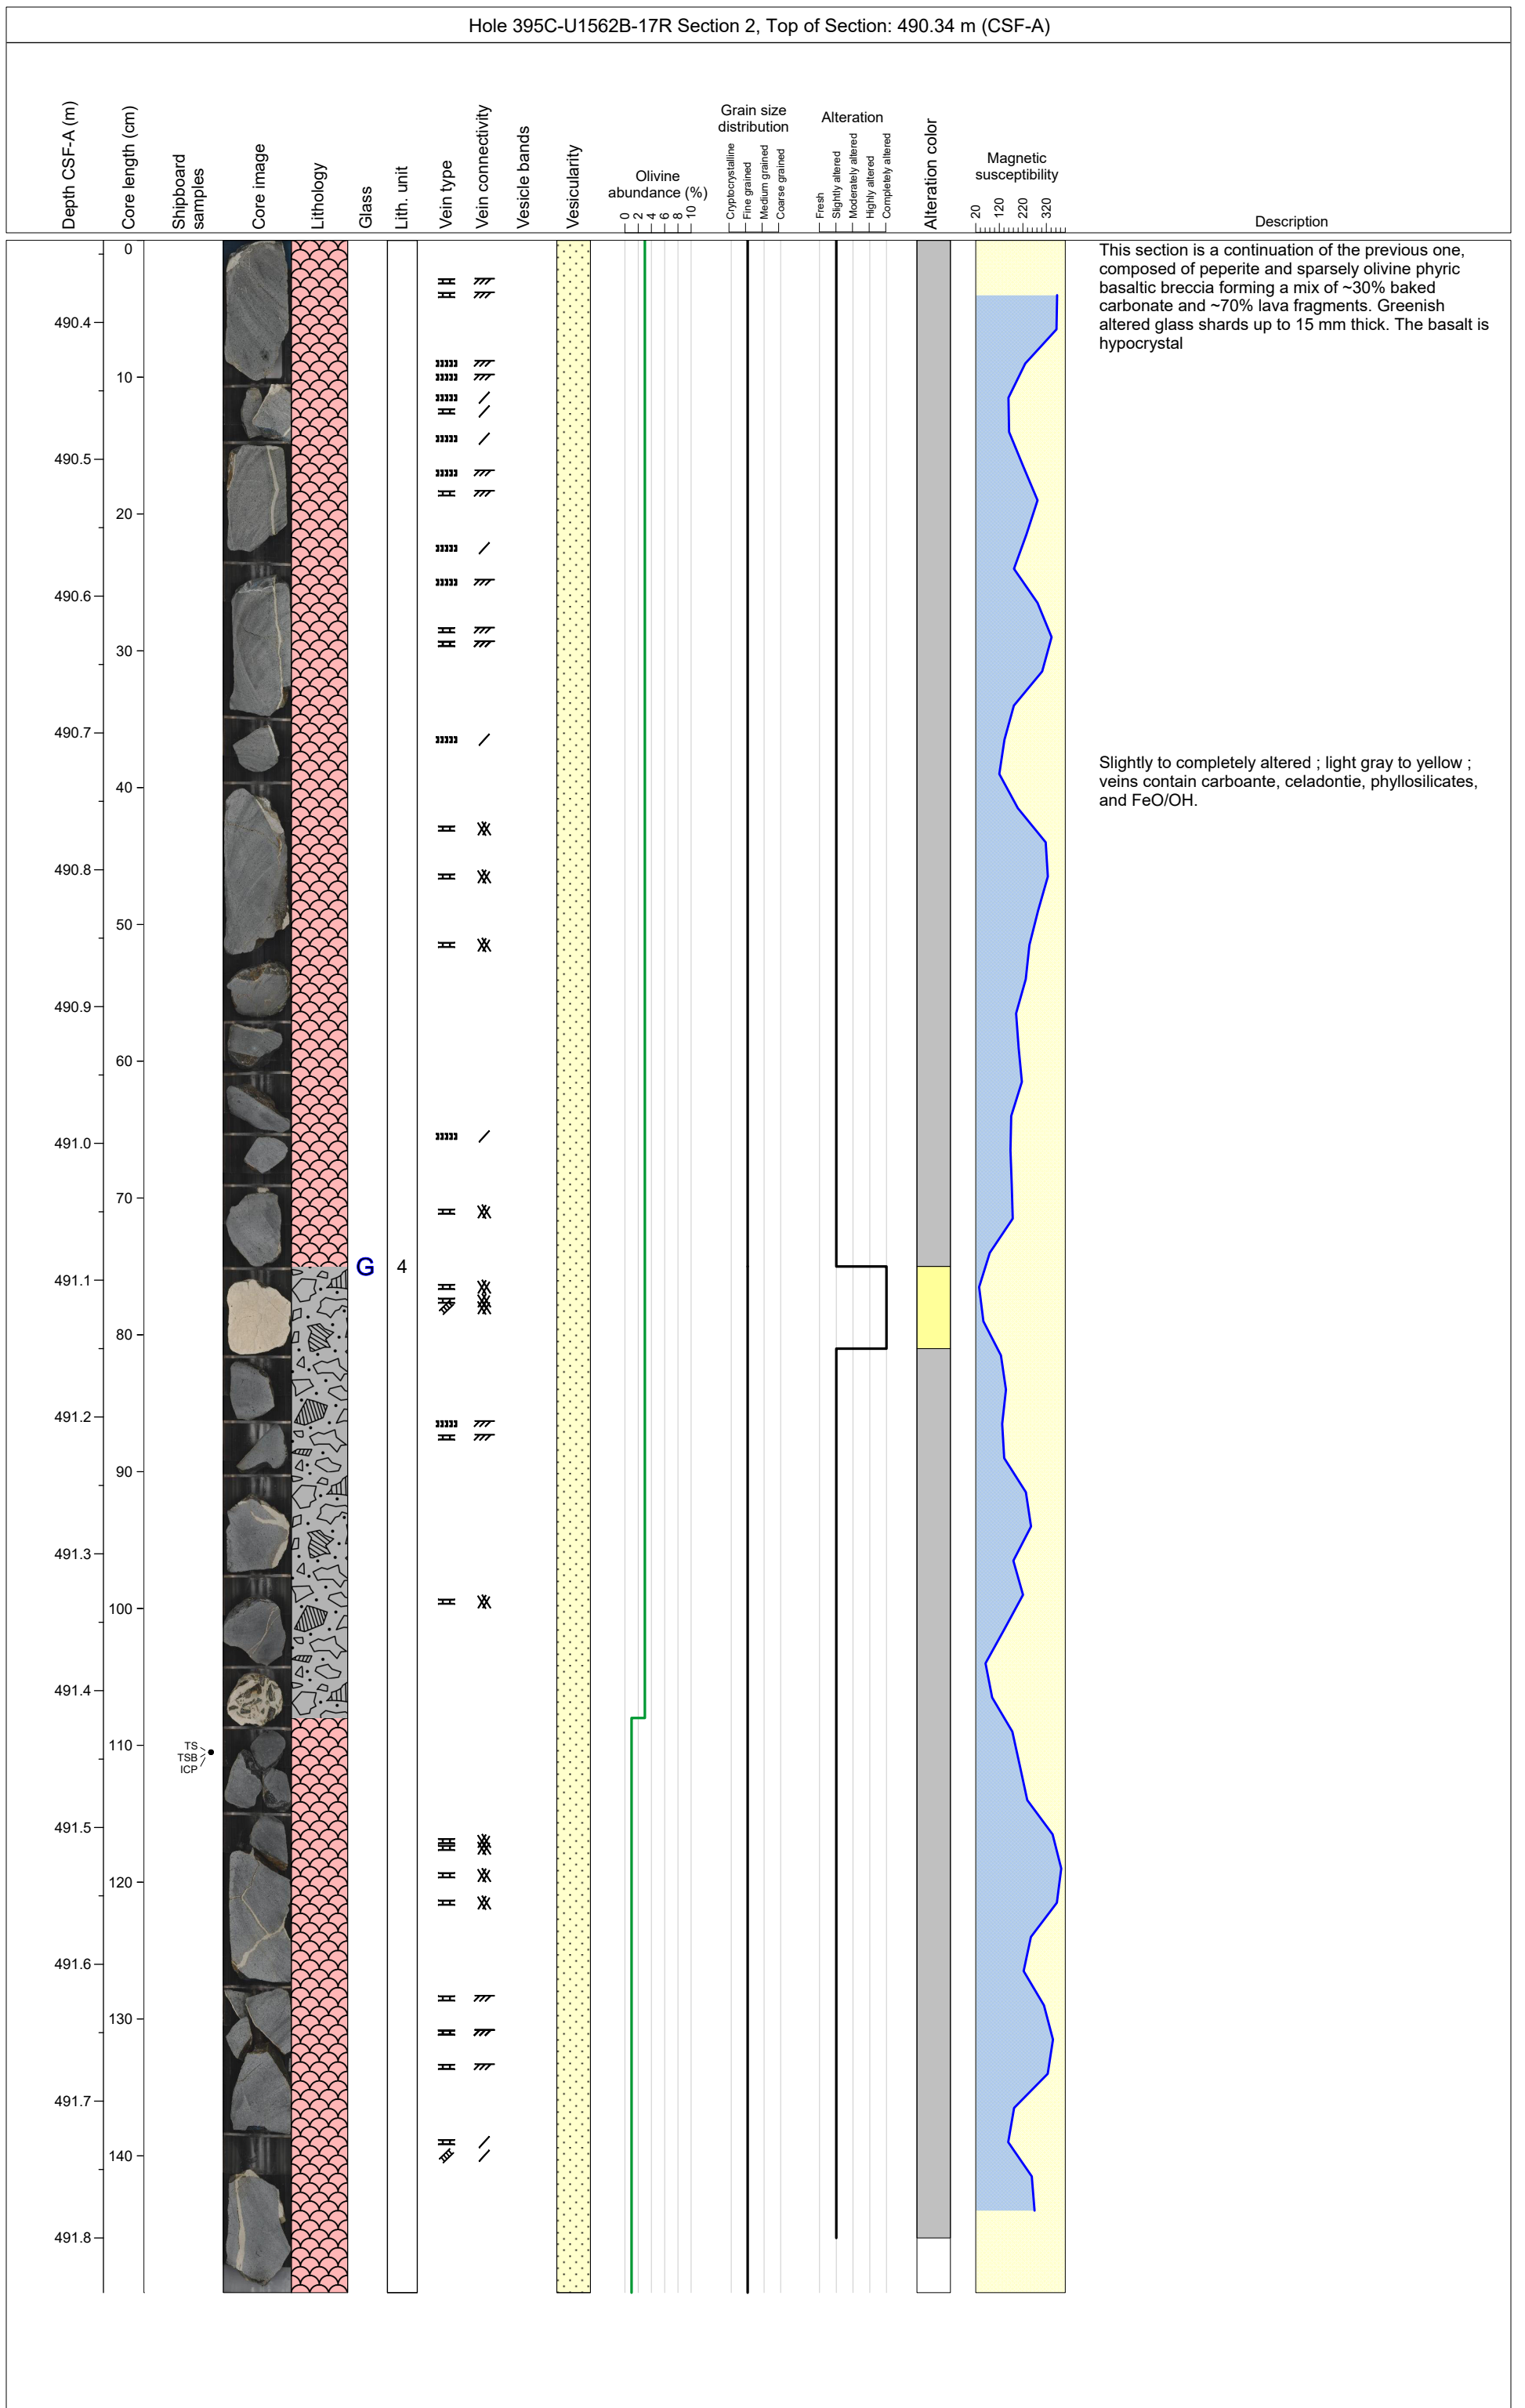 Hole 395C-U1562B-17R Section 2, Top of Section: 490.34 m (CSF-A)
Depth CSF-A (m)
Core length (cm)
Shipboard
samples
Core image
Lithology
Glass
Lith. unit
Vein type
Vein connectivity
Vesicle bands
Vesicularity
Olivine
abundance (%)
0 2 4 6 8 10
Grain size
distribution
Cryptocrystalline
Fine grained
Medium grained
Coarse grained
Alteration
Fresh
Slightly altered
Moderately altered
Highly altered
Completely altered
Alteration color
Magnetic
susceptibility
20 120 220 320
Description
This section is a continuation of the previous one,
composed of peperite and sparsely olivine phyric
basaltic breccia forming a mix of ~30% baked
carbonate and ~70% lava fragments. Greenish
altered glass shards up to 15 mm thick. The basalt is
hypocrystal
Slightly to completely altered ; light gray to yellow ;
veins contain carboante, celadontie, phyllosilicates,
and FeO/OH.
0
490.4
10
490.5
20
490.6
30
490.7
40
490.8
50
490.9
60
491.0
70
G 4
491.1
80
491.2
90
491.3
100
491.4
110
TS
TSB
ICP
491.5
120
491.6
130
491.7
140
491.8